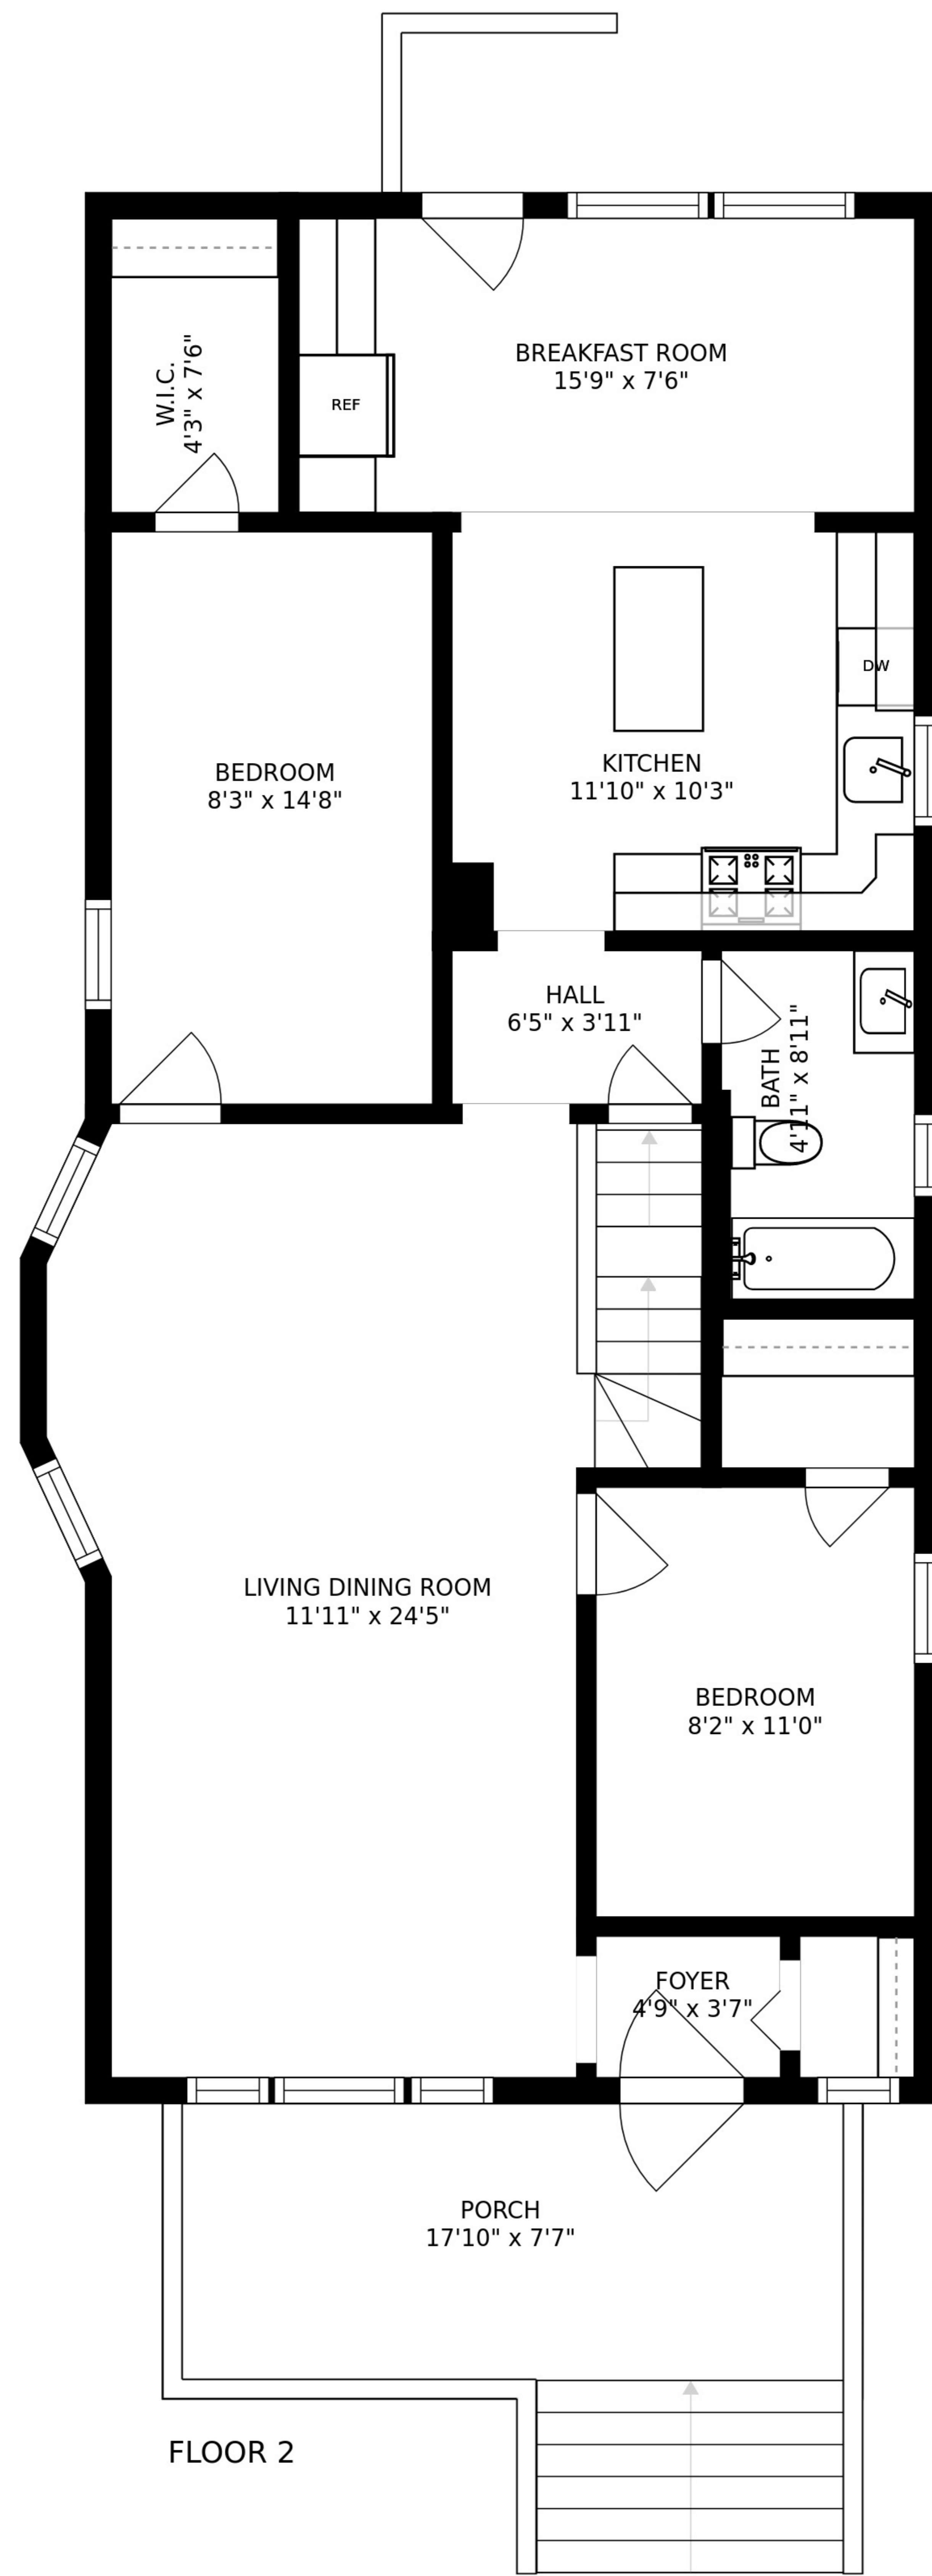 BREAKFAST ROOM
15'9" x 7'6"
W.I.C.
4'3" x 7'6"
REF
DW
BEDROOM
8'3" x 14'8"
KITCHEN
11'10" x 10'3"
HALL
6'5" x 3'11"
BATH
4'11" x 8'11"
LIVING DINING ROOM
11'11" x 24'5"
BEDROOM
8'2" x 11'0"
FOYER
4'9" x 3'7"
PORCH
17'10" x 7'7"
FLOOR 2